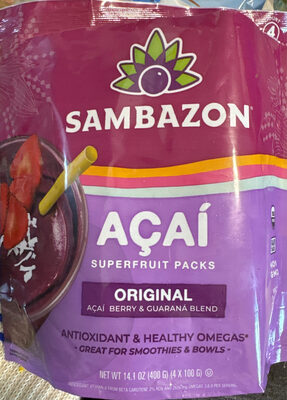 4
SAMBAZON
AÇAÍ
SUPERFRUIT PACKS
ORIGINAL
AÇAÍ BERRY & GUARANÁ BLEND
ANTIOXIDANT & HEALTHY OMEGAS*
- GREAT FOR SMOOTHIES & BOWLS -
NET WT 14.1 OZ (400 G) (4 X 100 G)